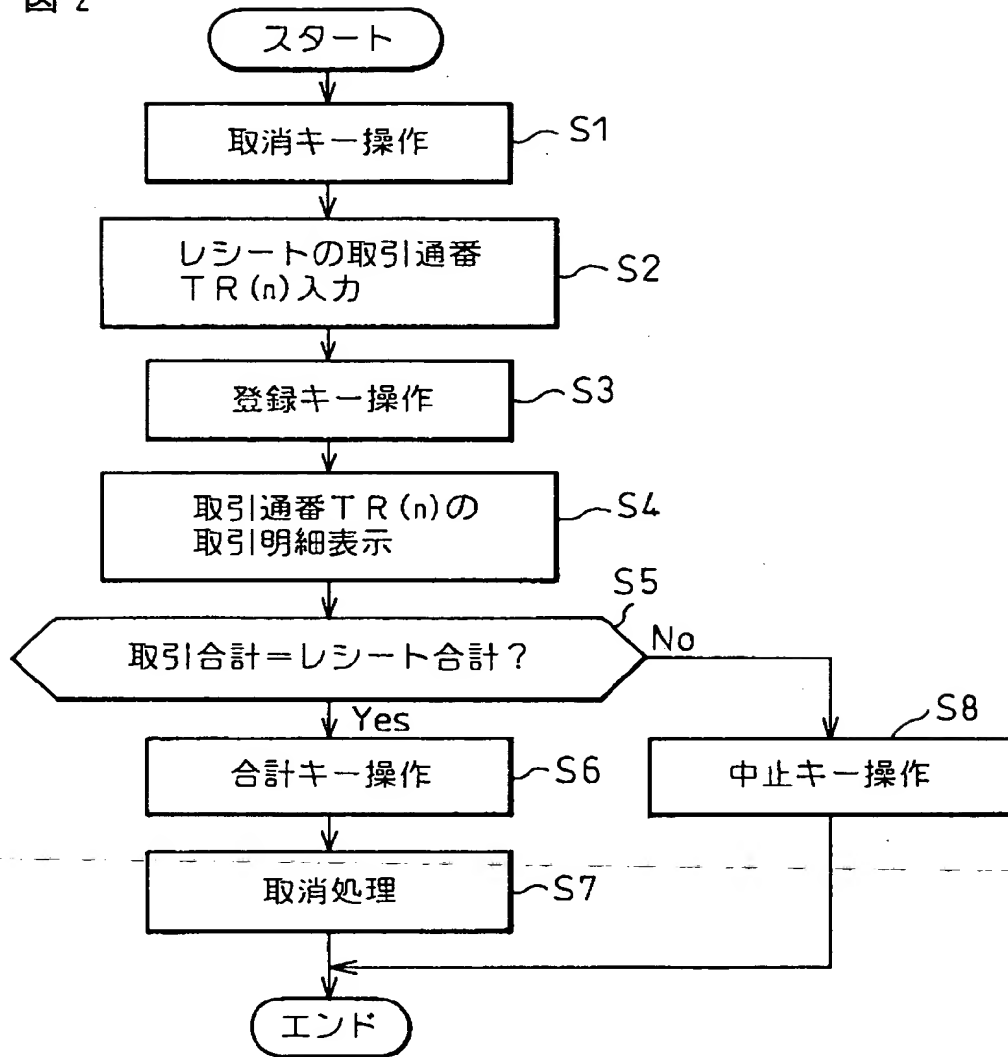 図 2
スタート
取消キー操作
S1
レシートの取引通番
TR(n)入力
S2
登録キー操作
S3
取引通番TR(n)の
取引明細表示
S4
S5
取引合計=レシート合計?
No
Yes
合計キー操作
S6
中止キー操作
S8
取消処理
S7
エンド